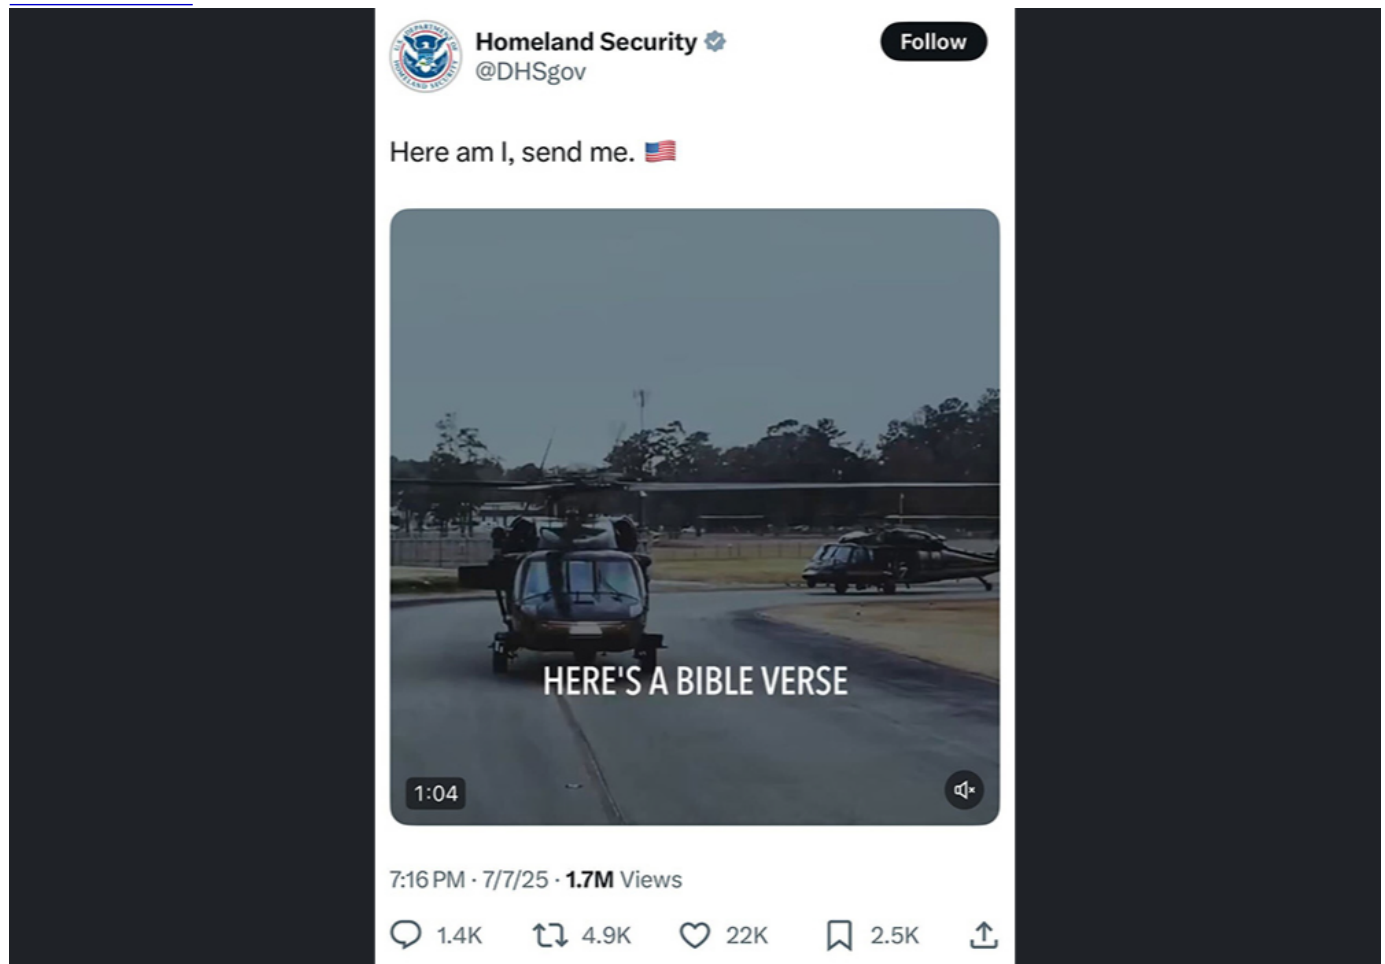 Homeland Security
@DHSgov
Follow
Here am I, send me. 🇺🇸
HERE'S A BIBLE VERSE
1:04
7:16 PM · 7/7/25 · 1.7M Views
1.4K 4.9K 22K 2.5K